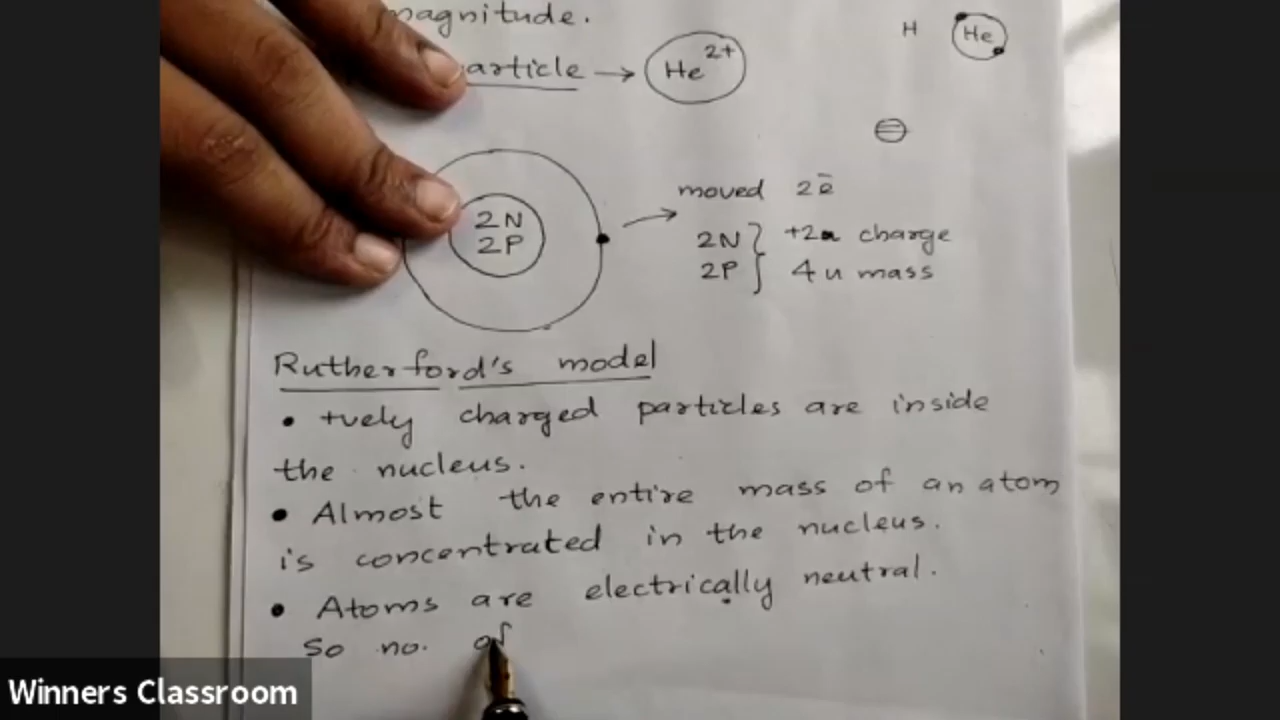 magnitude.
H He
article → He²⁺
⊖
moved 2e̅
2N
2P
2N } +2 charge
2P } 4 u mass
Rutherford's model
• +vely charged particles are inside
the nucleus.
• Almost the entire mass of an atom
is concentrated in the nucleus.
• Atoms are electrically neutral.
So no. of
Winners Classroom